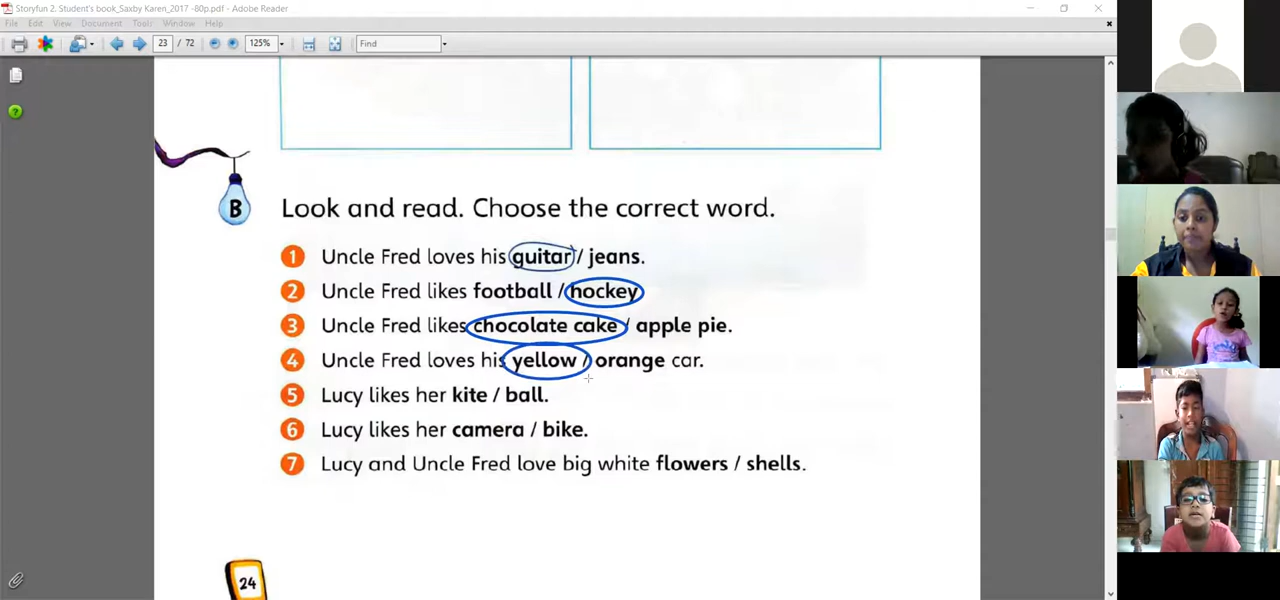 Storyfun 2. Student's book_Saxby Karen_2017 -80p.pdf - Adobe Reader
File Edit View Document Tools Window Help
23 / 72 125% Find
B Look and read. Choose the correct word.
1 Uncle Fred loves his guitar / jeans.
2 Uncle Fred likes football / hockey
3 Uncle Fred likes chocolate cake / apple pie.
4 Uncle Fred loves his yellow / orange car.
5 Lucy likes her kite / ball.
6 Lucy likes her camera / bike.
7 Lucy and Uncle Fred love big white flowers / shells.
24